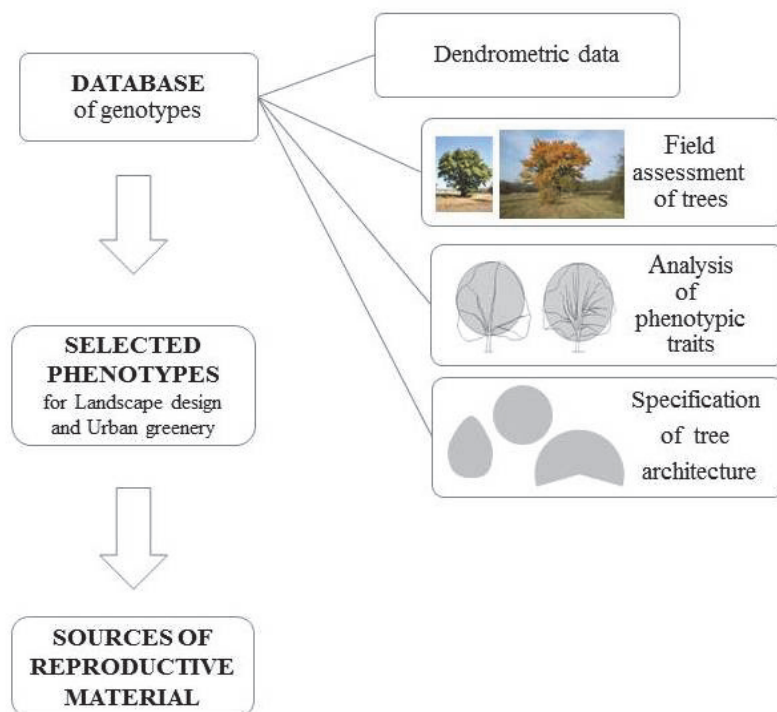 DATABASE
of genotypes
Dendrometric data
Field
assessment
of trees
Analysis
of
phenotypic
traits
Specification
of tree
architecture
SELECTED
PHENOTYPES
for Landscape design
and Urban greenery
SOURCES OF
REPRODUCTIVE
MATERIAL